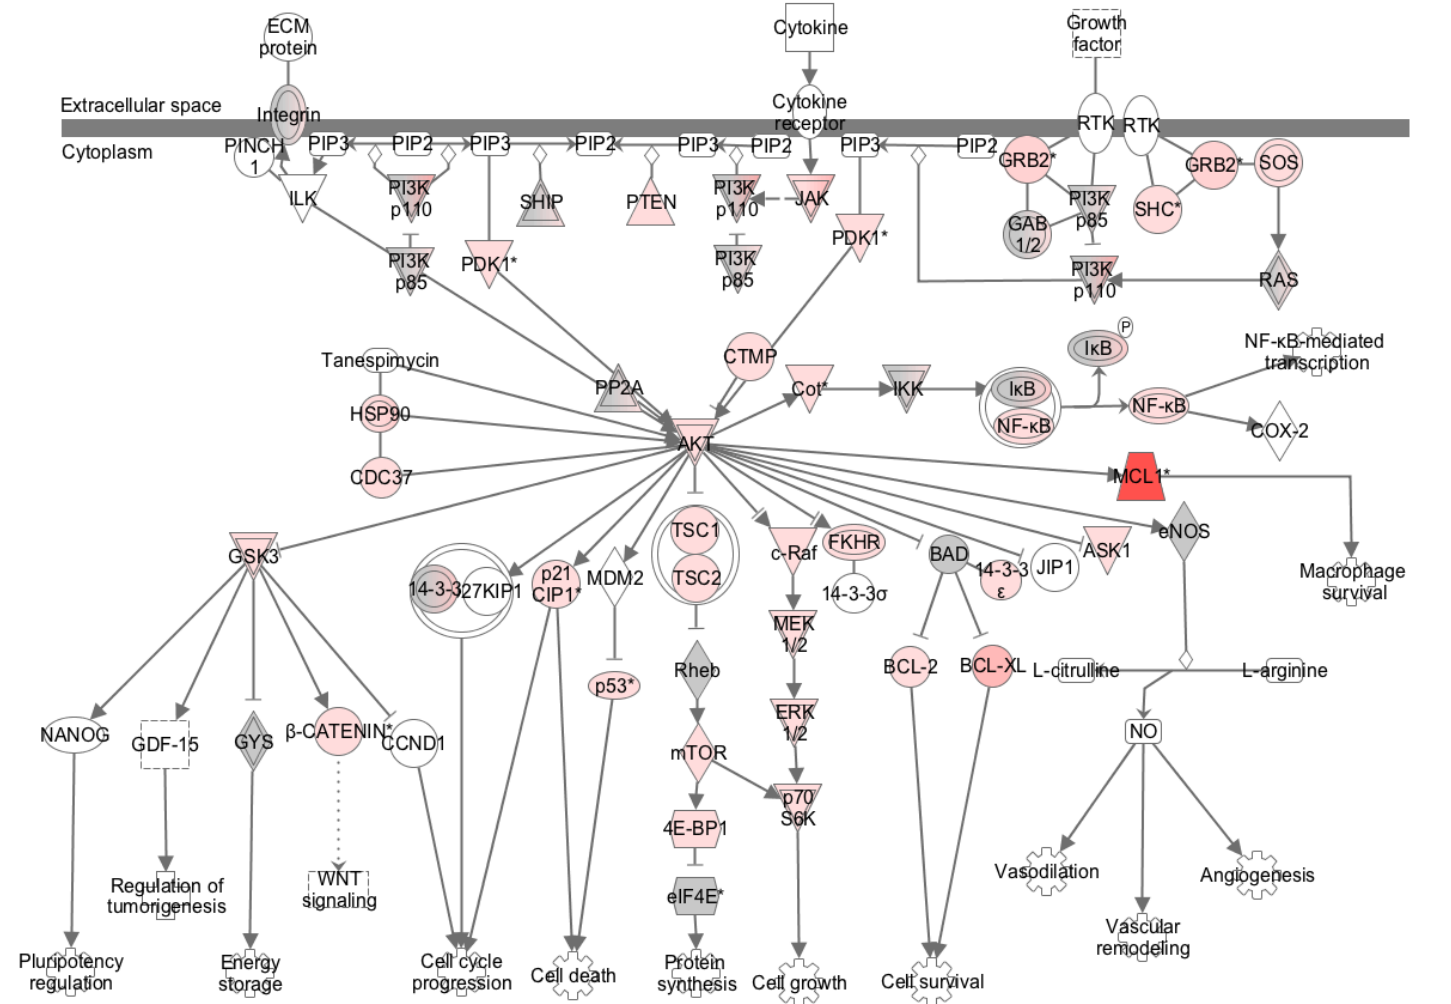 ECM
protein
Cytokine
Growth
factor
Extracellular space
Integrin
Cytokine
receptor
RTK
RTK
Cytoplasm
PINCH
1
PIP3
PIP2
PIP3
PIP2
PIP3
PIP2
PIP3
PIP2
GRB2*
GRB2*
SOS
ILK
PI3K
p110
SHIP
PTEN
PI3K
p110
JAK
PI3K
p85
SHC*
GAB
1/2
PDK1*
PI3K
p85
PDK1*
PI3K
p85
PI3K
p110
RAS
P
IκB
NF-κB-mediated
transcription
Tanespimycin
CTMP
PP2A
Cot*
IKK
IκB
NF-κB
NF-κB
HSP90
AKT
COX-2
CDC37
MCL1*
TSC1
eNOS
GSK3
c-Raf
FKHR
BAD
ASK1
14-3-3
27KIP1
p21
CIP1*
MDM2
TSC2
14-3-3σ
14-3-3
ε
JIP1
Macrophage
survival
MEK
1/2
Rheb
BCL-2
BCL-XL
L-citrulline
L-arginine
p53*
NANOG
GDF-15
GYS
β-CATENIN*
CCND1
ERK
1/2
mTOR
NO
p70
S6K
4E-BP1
Regulation of
tumorigenesis
WNT
signaling
eIF4E*
Vasodilation
Angiogenesis
Vascular
remodeling
Pluripotency
regulation
Energy
storage
Cell cycle
progression
Cell death
Protein
synthesis
Cell growth
Cell survival